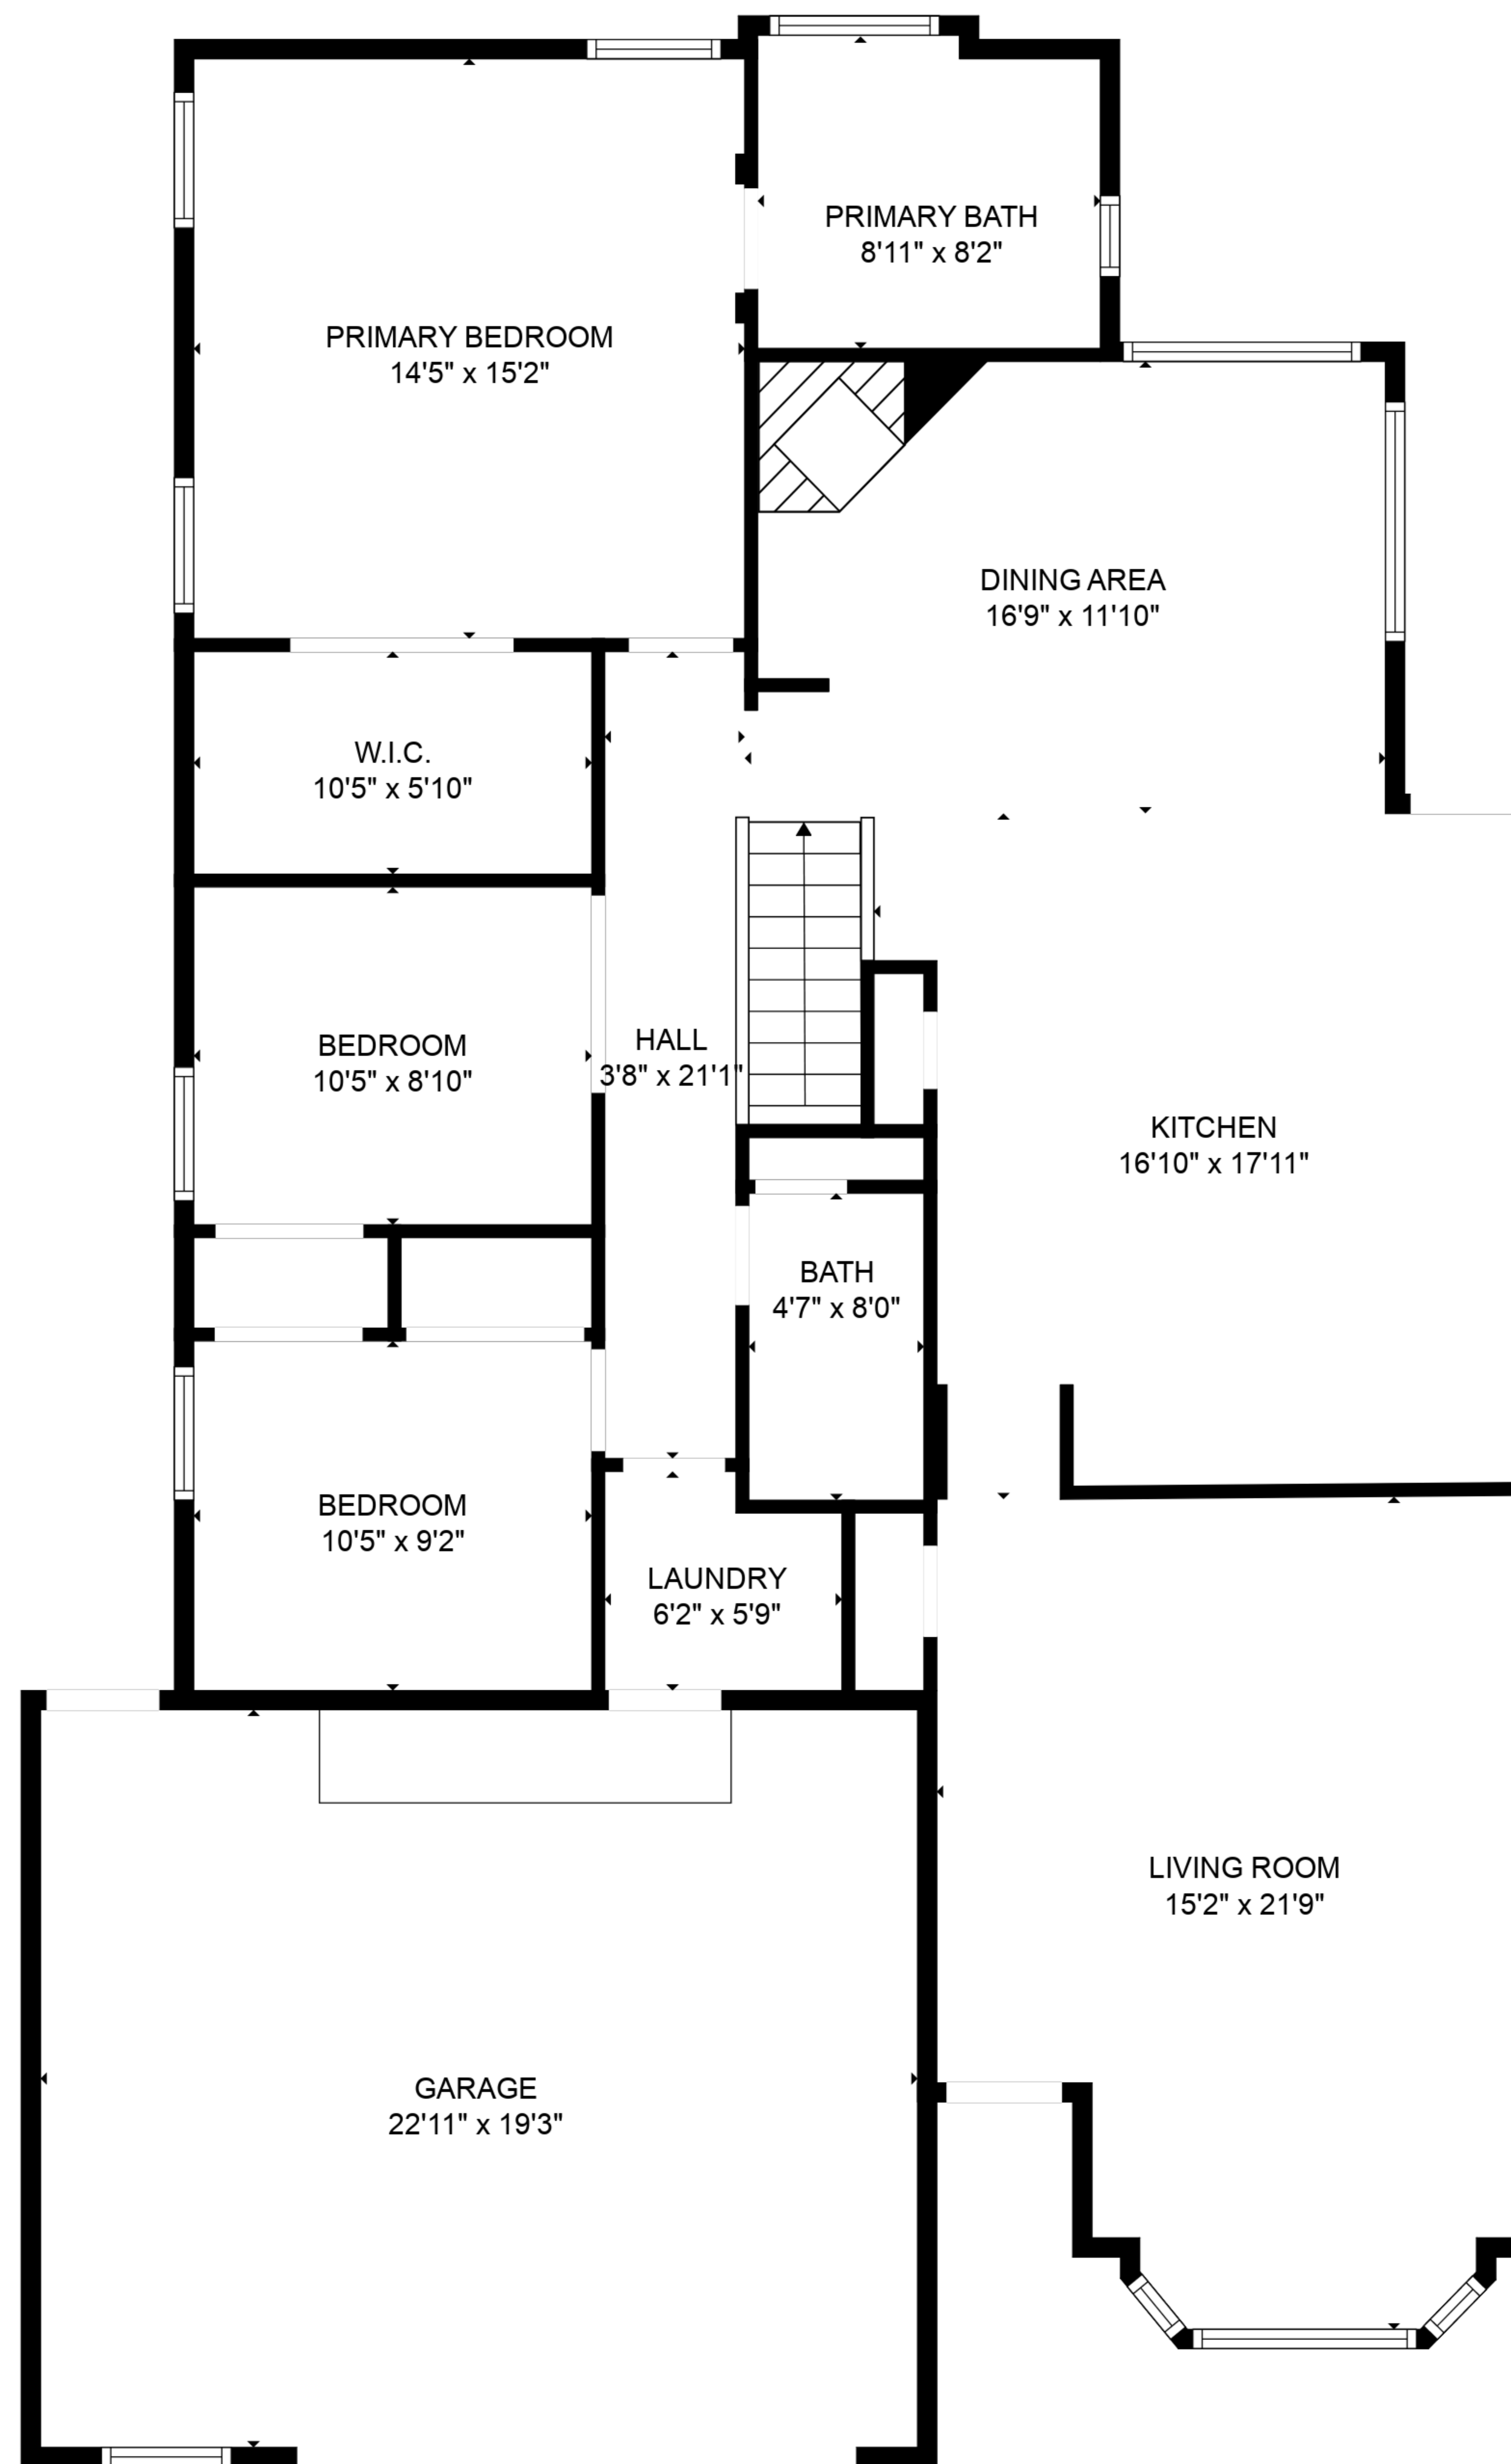 PRIMARY BATH
8'11" x 8'2"
PRIMARY BEDROOM
14'5" x 15'2"
DINING AREA
16'9" x 11'10"
W.I.C.
10'5" x 5'10"
BEDROOM
10'5" x 8'10"
HALL
3'8" x 21'1"
KITCHEN
16'10" x 17'11"
BATH
4'7" x 8'0"
BEDROOM
10'5" x 9'2"
LAUNDRY
6'2" x 5'9"
LIVING ROOM
15'2" x 21'9"
GARAGE
22'11" x 19'3"